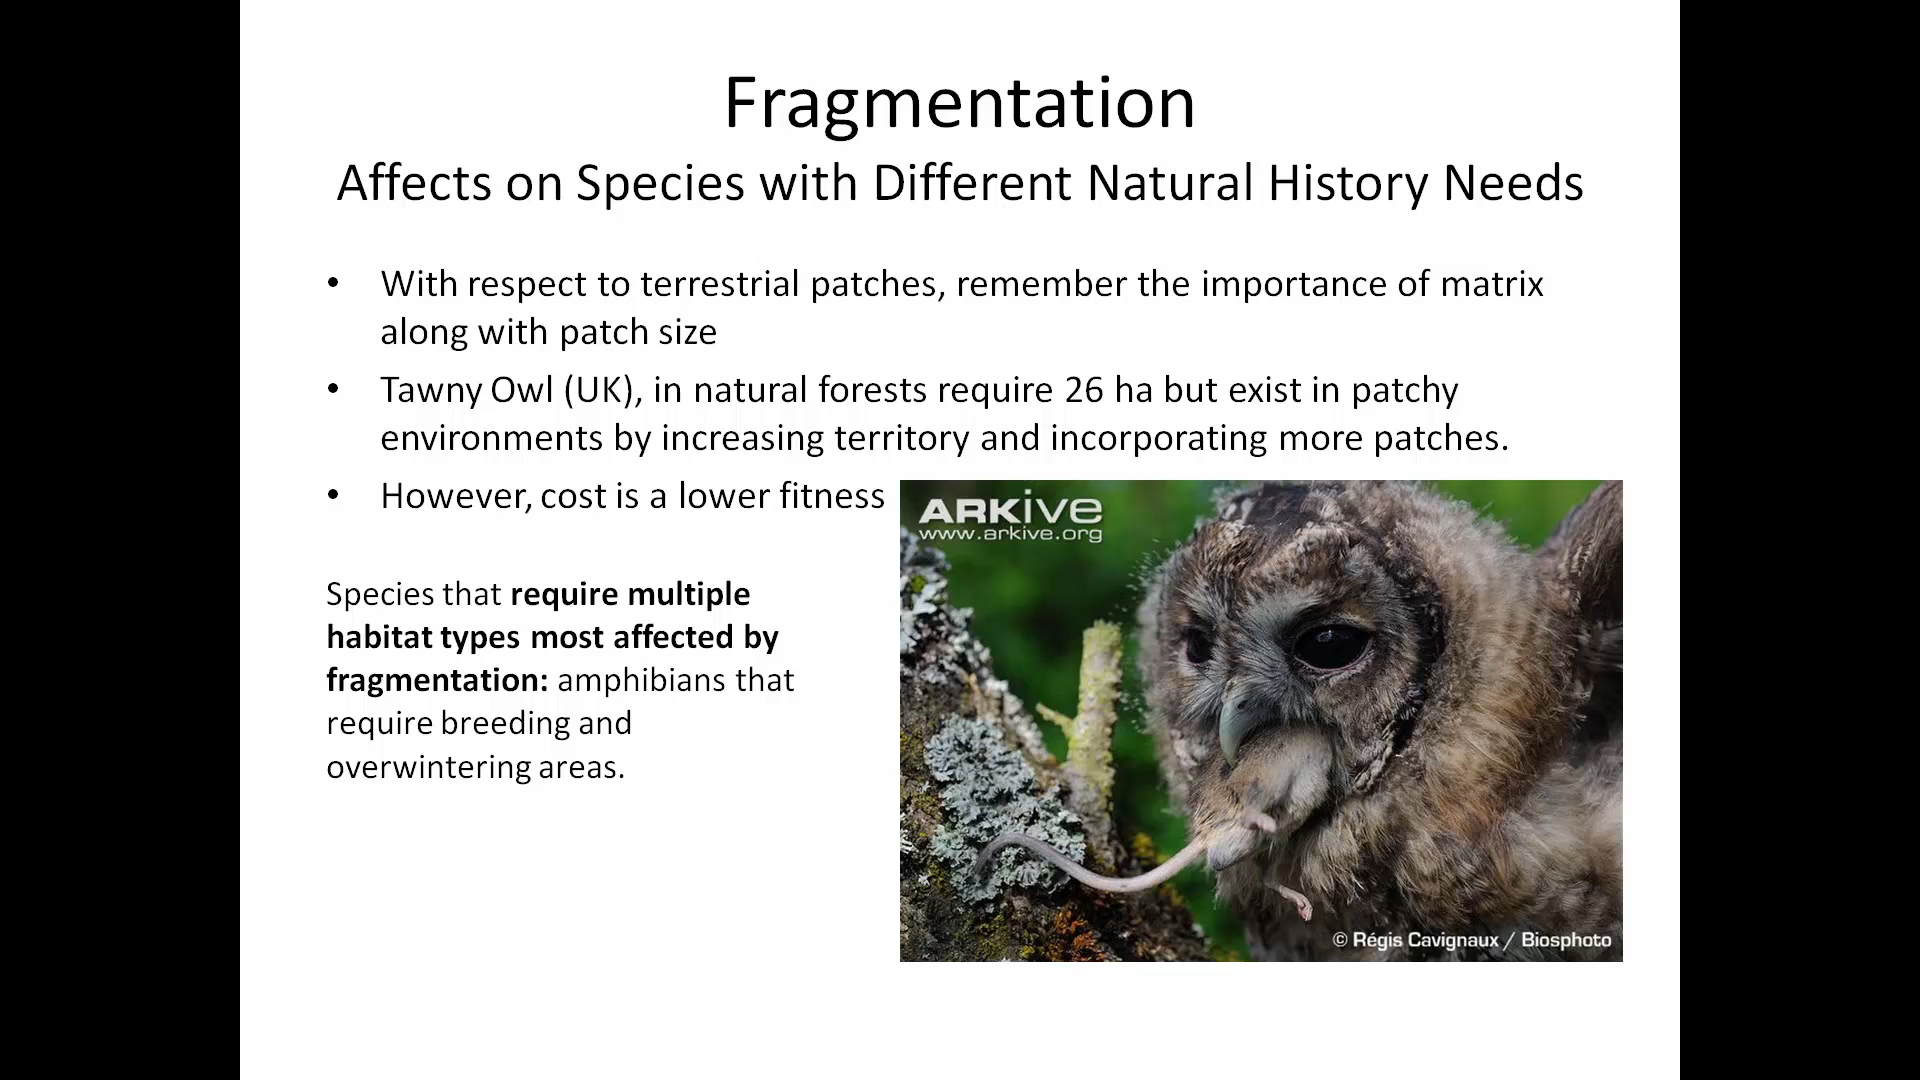 Fragmentation
Affects on Species with Different Natural History Needs
• With respect to terrestrial patches, remember the importance of matrix
along with patch size
• Tawny Owl (UK), in natural forests require 26 ha but exist in patchy
environments by increasing territory and incorporating more patches.
• However, cost is a lower fitness
ARKive
www.arkive.org
Species that require multiple
habitat types most affected by
fragmentation: amphibians that
require breeding and
overwintering areas.
© Régis Cavignaux / Biosphoto